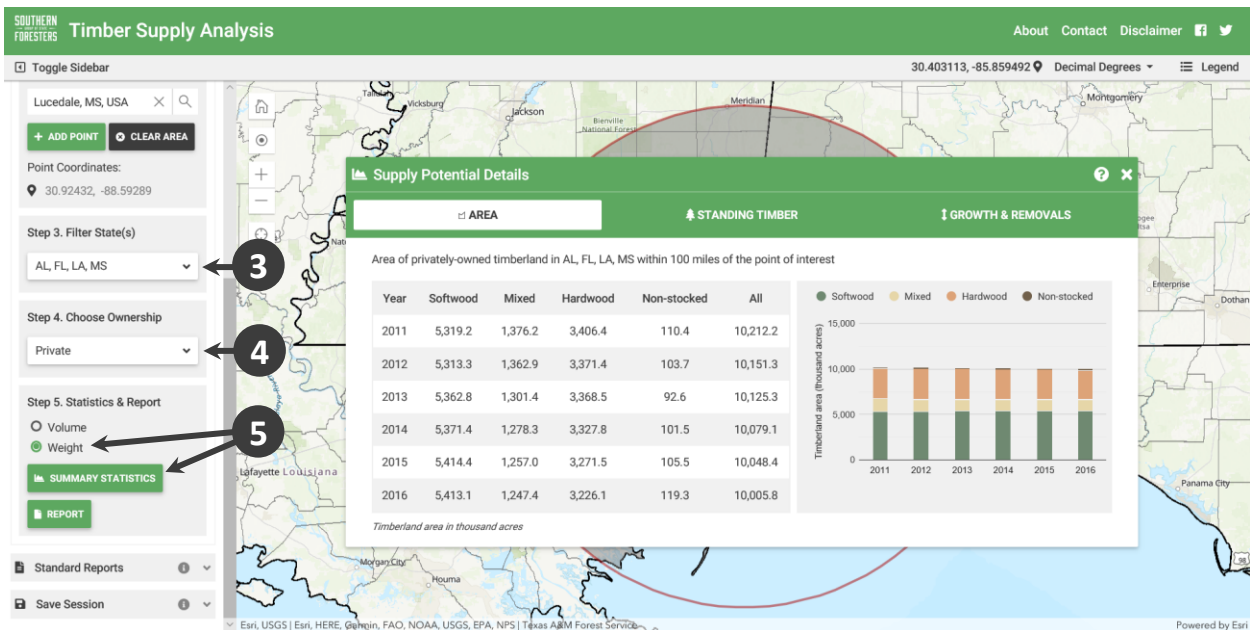 SOUTHERN
GROUP OF STATE
FORESTERS
Timber Supply Analysis
About Contact Disclaimer
Toggle Sidebar
30.403113, -85.859492 Decimal Degrees Legend
Lucedale, MS, USA
+ ADD POINT CLEAR AREA
Point Coordinates:
30.92432, -88.59289
Step 3. Filter State(s)
AL, FL, LA, MS
3
Step 4. Choose Ownership
Private
4
Step 5. Statistics & Report
Volume
Weight
5
SUMMARY STATISTICS
REPORT
Standard Reports
Save Session
Supply Potential Details
AREA STANDING TIMBER GROWTH & REMOVALS
Area of privately-owned timberland in AL, FL, LA, MS within 100 miles of the point of interest
Year Softwood Mixed Hardwood Non-stocked All
2011 5,319.2 1,376.2 3,406.4 110.4 10,212.2
2012 5,313.3 1,362.9 3,371.4 103.7 10,151.3
2013 5,362.8 1,301.4 3,368.5 92.6 10,125.3
2014 5,371.4 1,278.3 3,327.8 101.5 10,079.1
2015 5,414.4 1,257.0 3,271.5 105.5 10,048.4
2016 5,413.1 1,247.4 3,226.1 119.3 10,005.8
Timberland area in thousand acres
Softwood Mixed Hardwood Non-stocked
Timberland area (thousand acres)
15,000
10,000
5,000
0
2011 2012 2013 2014 2015 2016
Vicksburg
Jackson
Meridian
Montgomery
Bienville
National Forest
Enterprise
Dothan
Panama City
98
Lafayette Louisiana
Morgan City
Houma
Esri, USGS | Esri, HERE, Garmin, FAO, NOAA, USGS, EPA, NPS | Texas A&M Forest Service
Powered by Esri